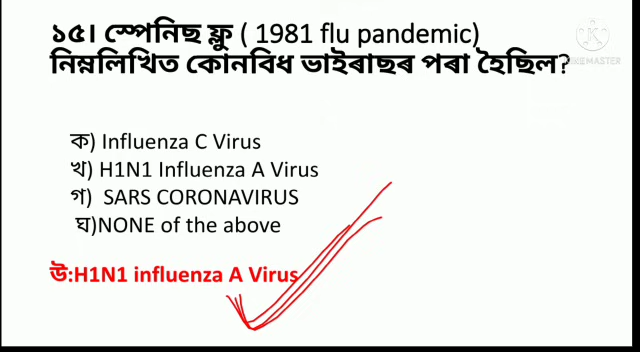 ১৫। স্পেনিছ ফ্লু ( 1981 flu pandemic)
নিম্নলিখিত কোনবিধ ভাইৰাছৰ পৰা হৈছিল?
ক) Influenza C Virus
খ) H1N1 Influenza A Virus
গ) SARS CORONAVIRUS
ঘ)NONE of the above
উ:H1N1 influenza A Virus
KINEMASTER